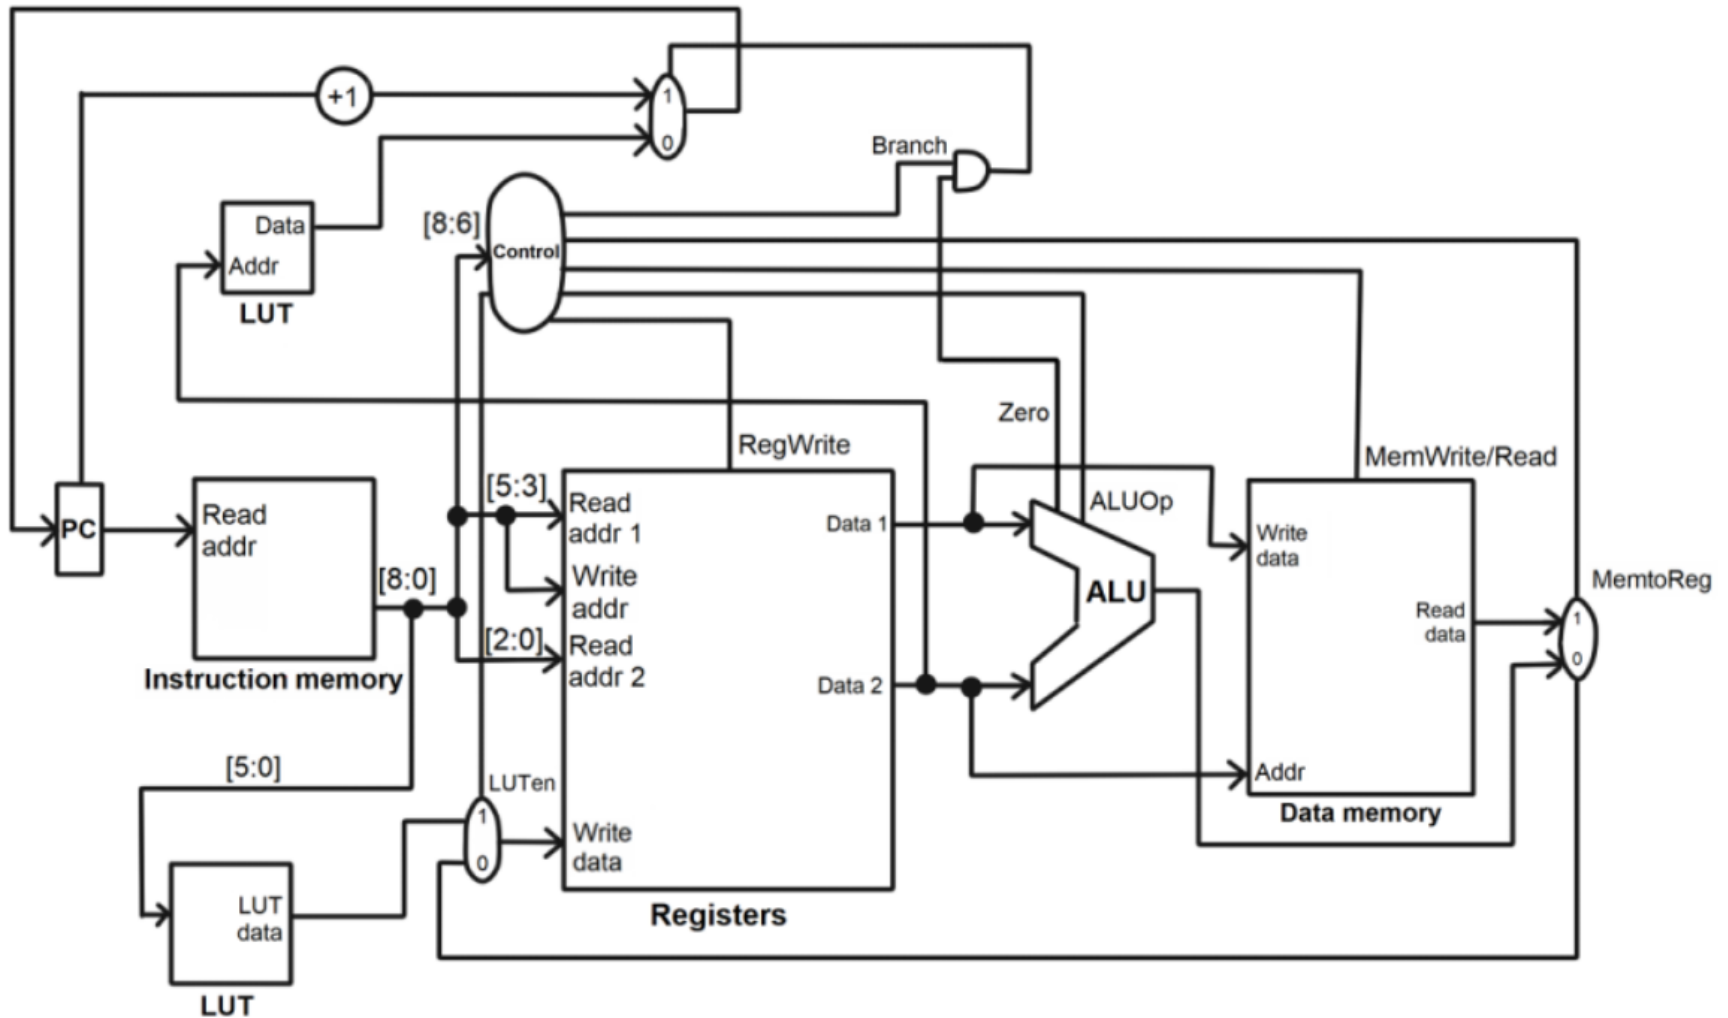 +1
1
0
Branch
[8:6]
Control
Data
Addr
LUT
Zero
RegWrite
MemWrite/Read
ALUOp
PC
Read
addr
[8:0]
Instruction memory
[5:3]
Read
addr 1
Write
addr
[2:0]
Read
addr 2
Data 1
Data 2
ALU
Write
data
Read
data
Addr
Data memory
MemtoReg
1
0
[5:0]
LUTen
1
0
Write
data
Registers
LUT
data
LUT